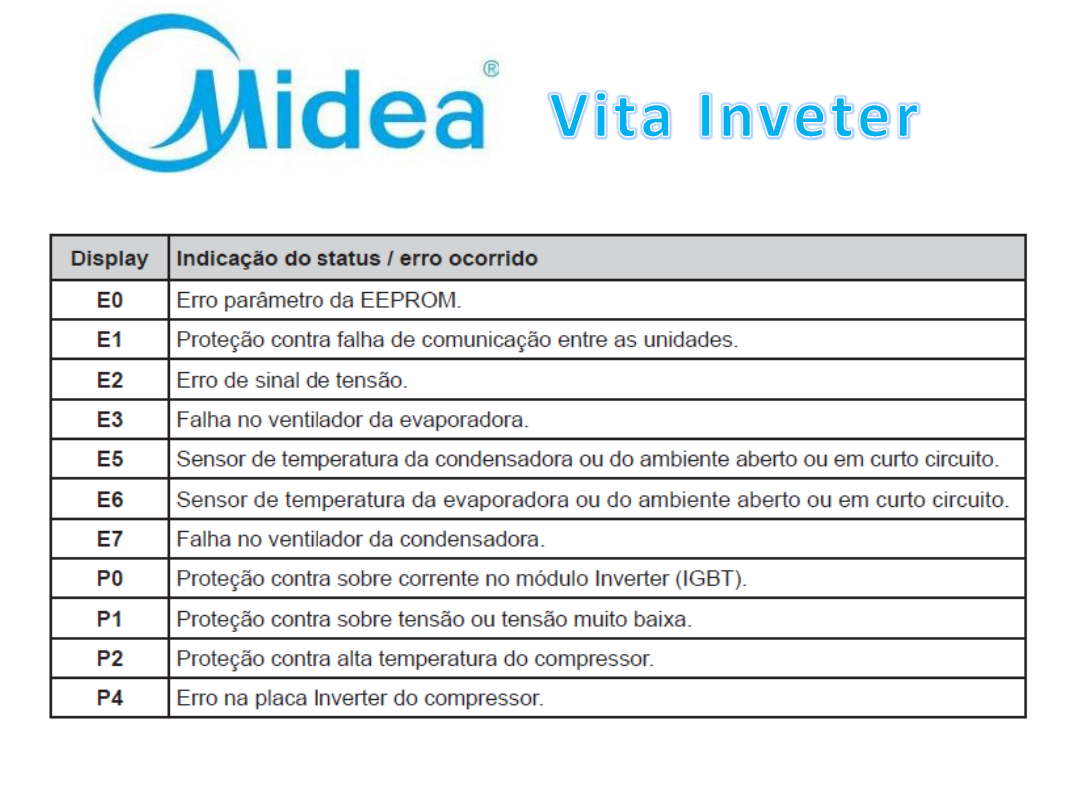 Midea®
Vita Inveter
Display Indicação do status / erro ocorrido
E0 Erro parâmetro da EEPROM.
E1 Proteção contra falha de comunicação entre as unidades.
E2 Erro de sinal de tensão.
E3 Falha no ventilador da evaporadora.
E5 Sensor de temperatura da condensadora ou do ambiente aberto ou em curto circuito.
E6 Sensor de temperatura da evaporadora ou do ambiente aberto ou em curto circuito.
E7 Falha no ventilador da condensadora.
P0 Proteção contra sobre corrente no módulo Inverter (IGBT).
P1 Proteção contra sobre tensão ou tensão muito baixa.
P2 Proteção contra alta temperatura do compressor.
P4 Erro na placa Inverter do compressor.